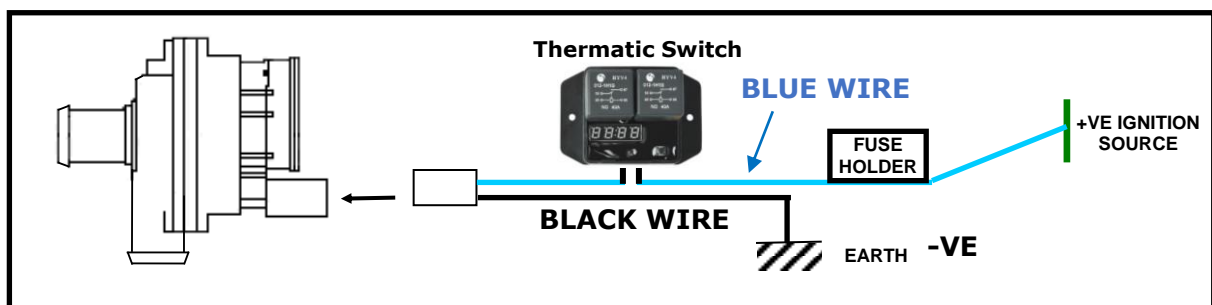 Thermatic Switch
BLUE WIRE
+VE IGNITION
SOURCE
FUSE
HOLDER
BLACK WIRE
EARTH
-VE